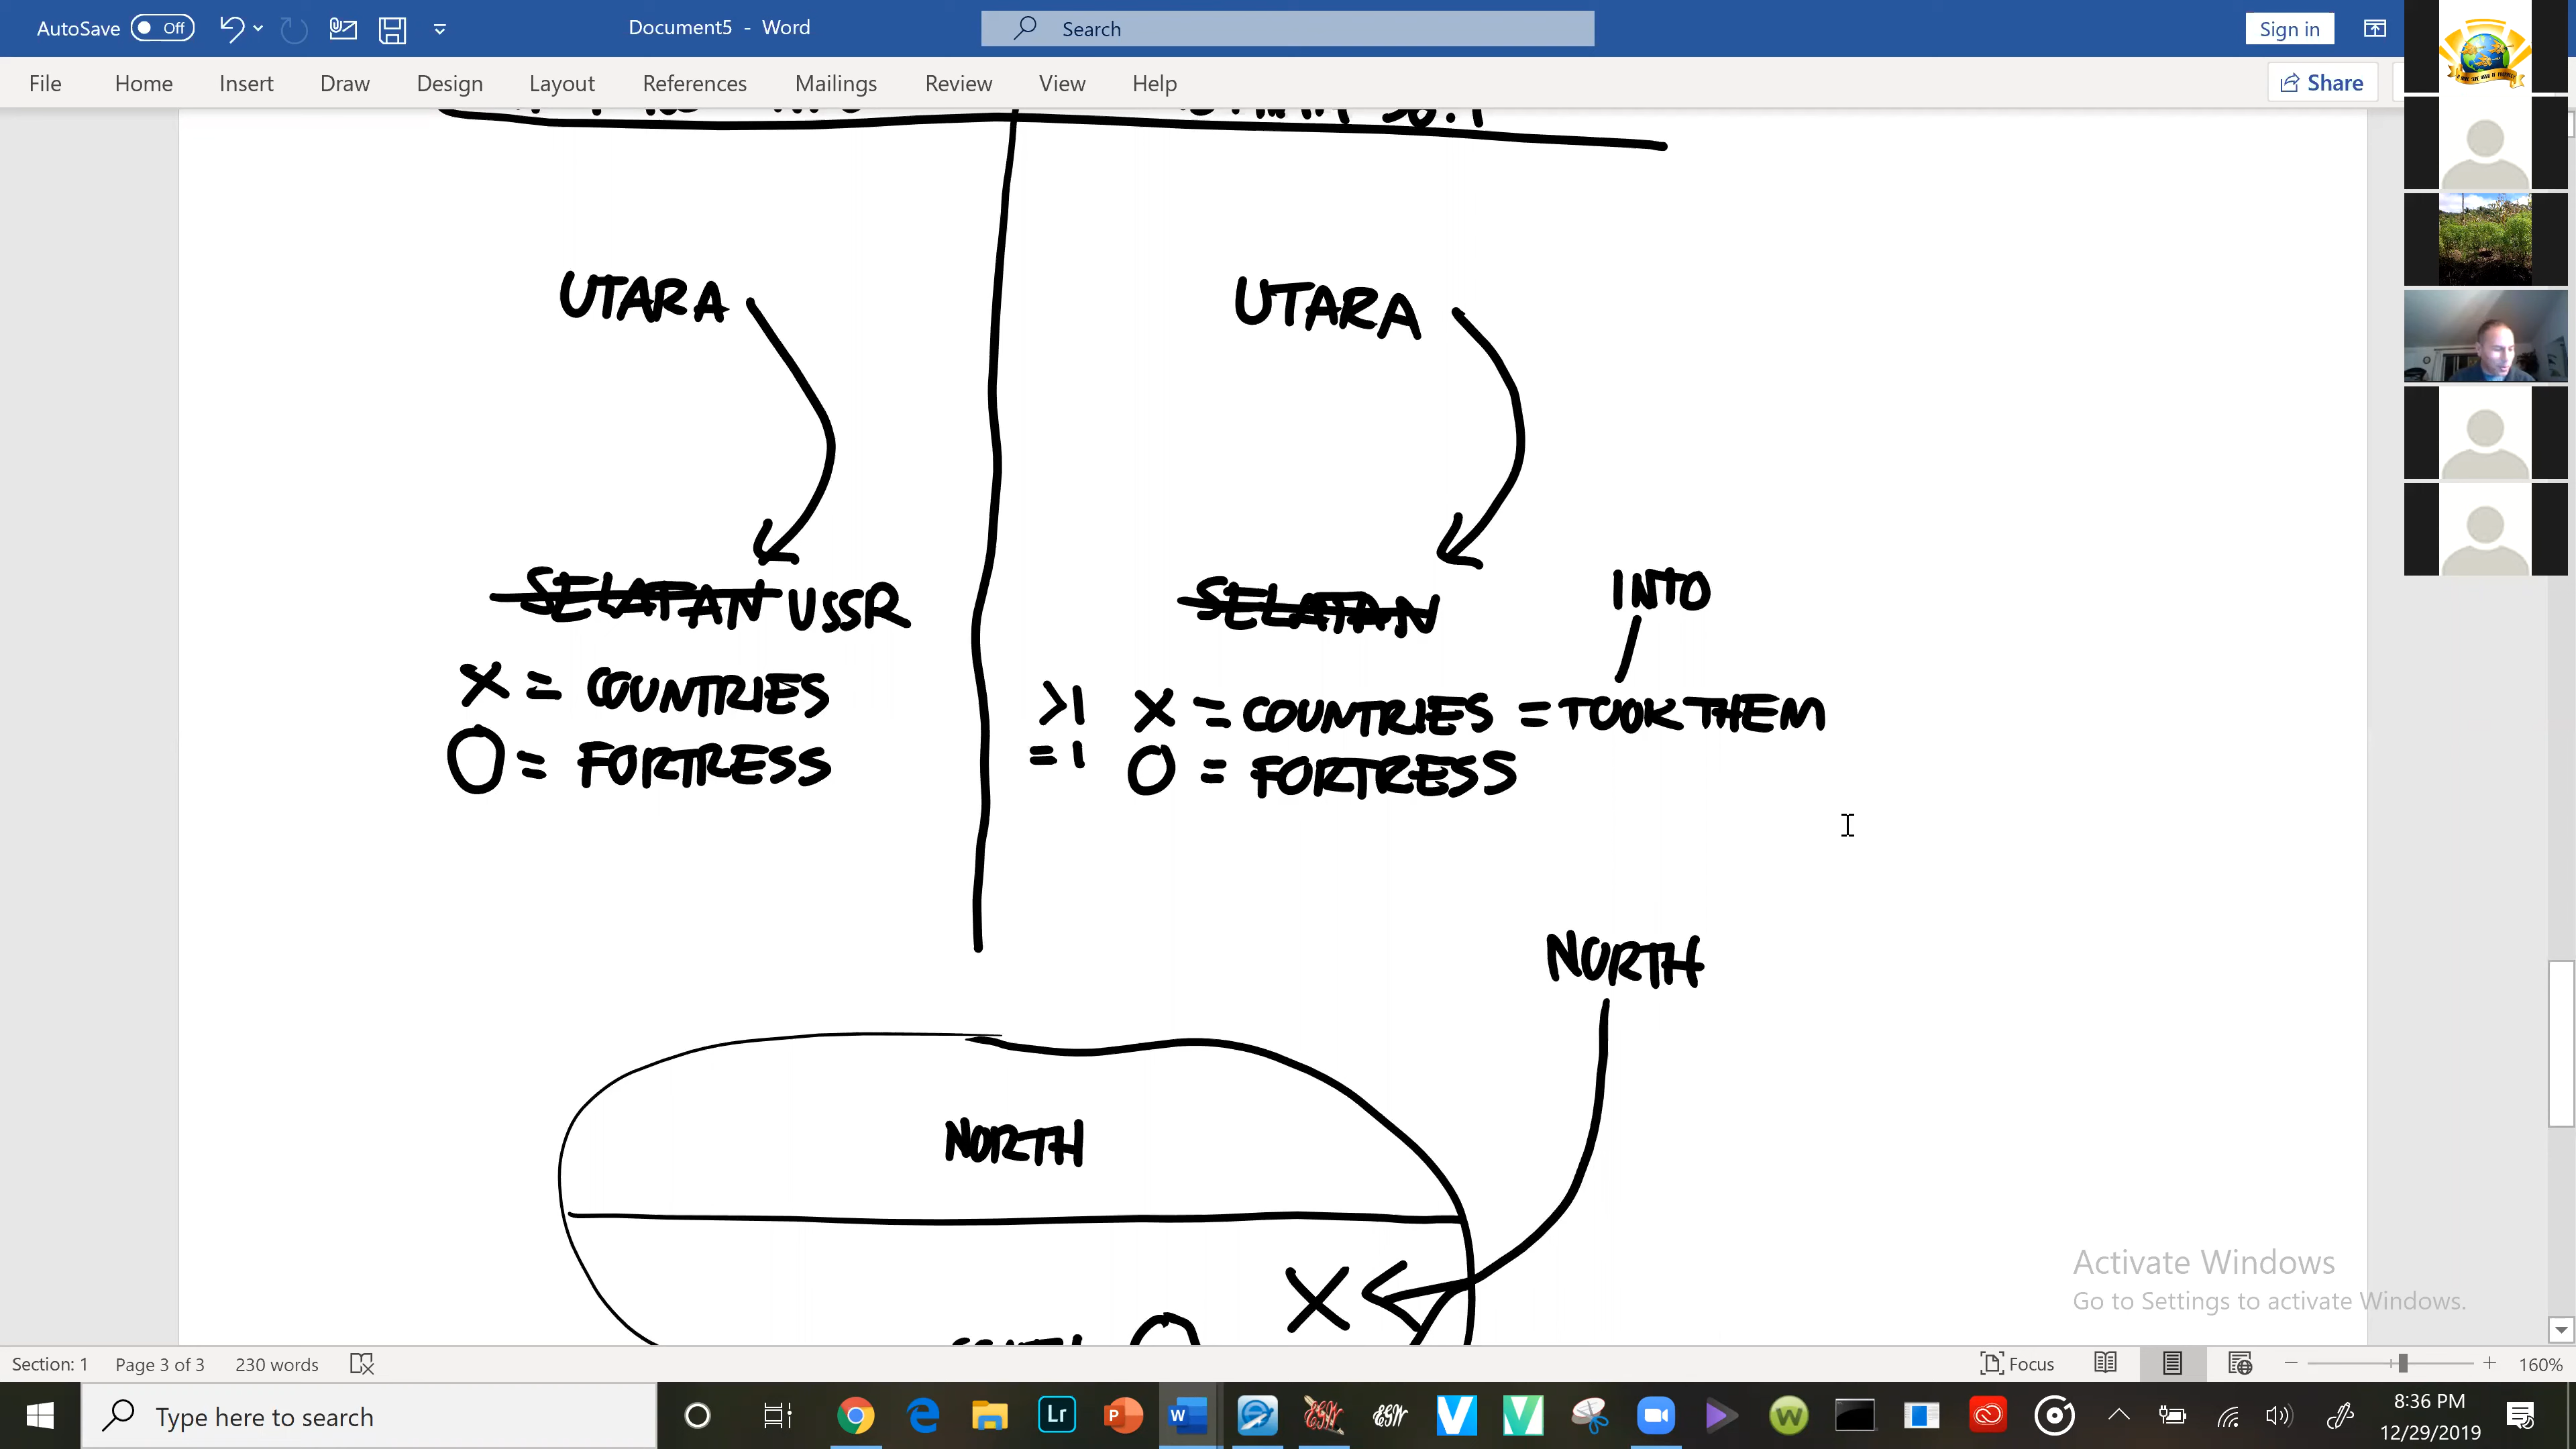 AutoSave Off Document5 - Word Search Sign in
File Home Insert Draw Design Layout References Mailings Review View Help Share
UTARA UTARA
SELATAN USSR SELATAN INTO
X = COUNTRIES >1 X = COUNTRIES = TOOK THEM
O = FORTRESS =1 O = FORTRESS
NORTH
NORTH
X
Activate Windows
Go to Settings to activate Windows.
Section: 1 Page 3 of 3 230 words Focus 160%
Type here to search Lr P W EGW EGW V V W 8:36 PM
12/29/2019